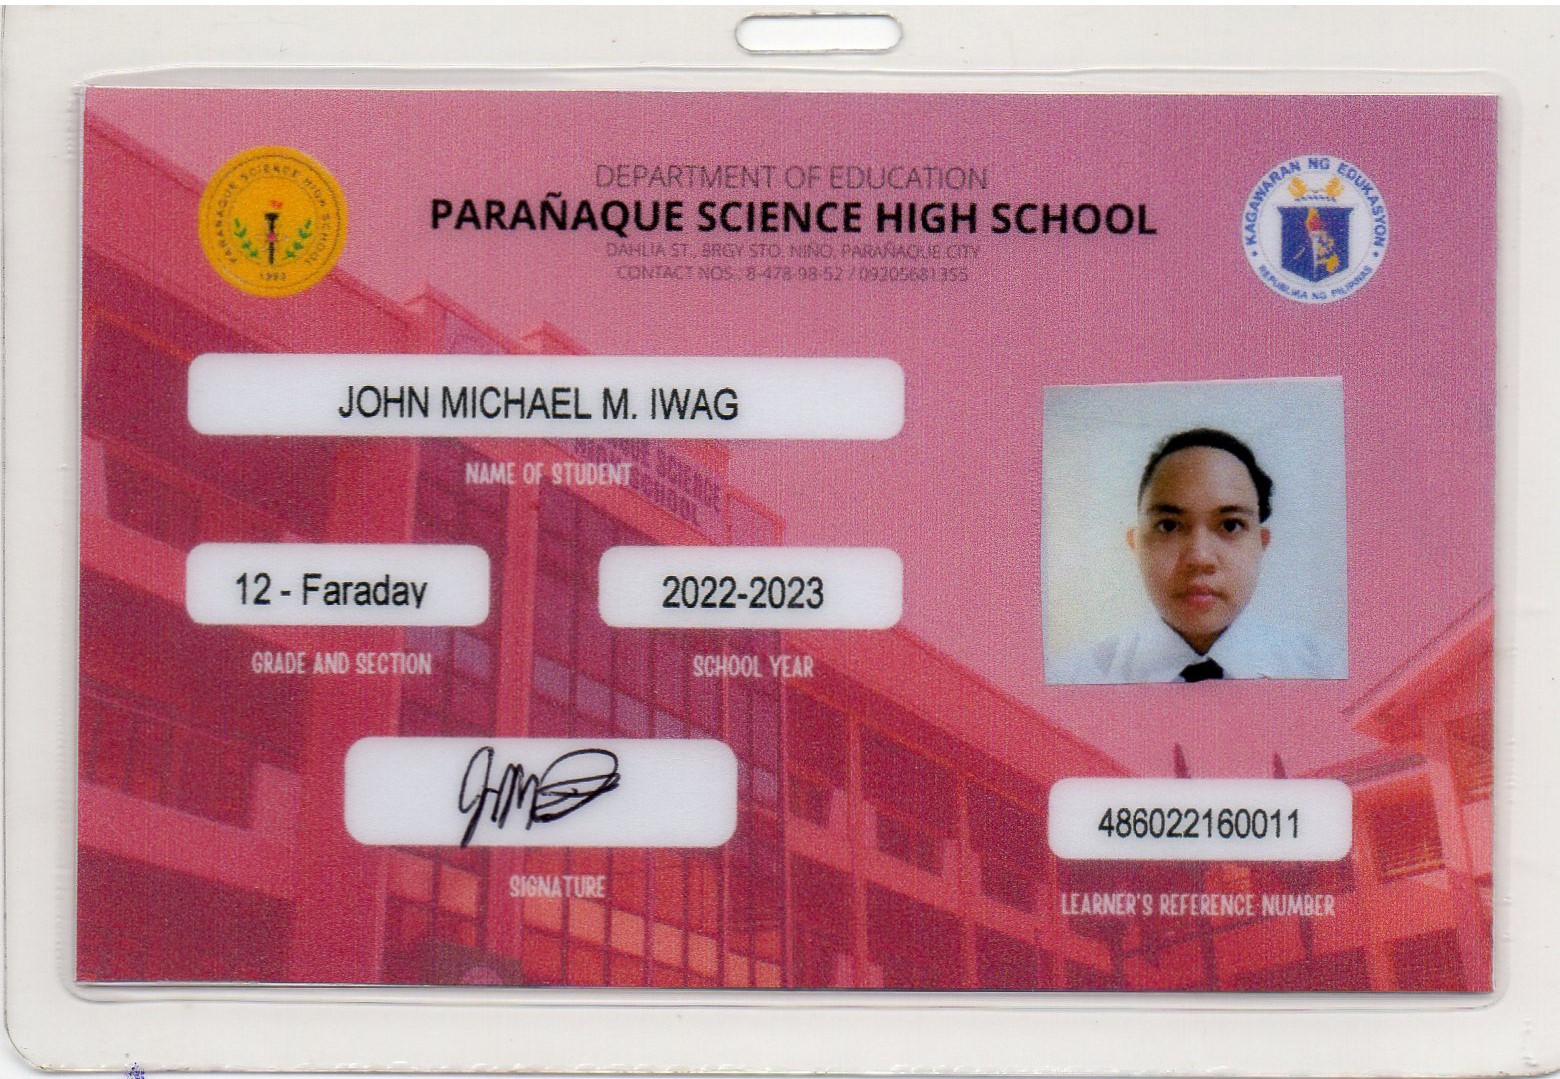 DEPARTMENT OF EDUCATION
PARAÑAQUE SCIENCE HIGH SCHOOL
DAHLIA ST., BRGY STO. NIÑO, PARAÑAQUE CITY
CONTACT NOS.: 8-478-98-52 / 09205681355
PARAÑAQUE SCIENCE HIGH SCHOOL
1993
KAGAWARAN NG EDUKASYON
REPUBLIKA NG PILIPINAS
JOHN MICHAEL M. IWAG
NAME OF STUDENT
SCIENCE
SCHOOL
12 - Faraday
2022-2023
GRADE AND SECTION
SCHOOL YEAR
SIGNATURE
486022160011
LEARNER'S REFERENCE NUMBER